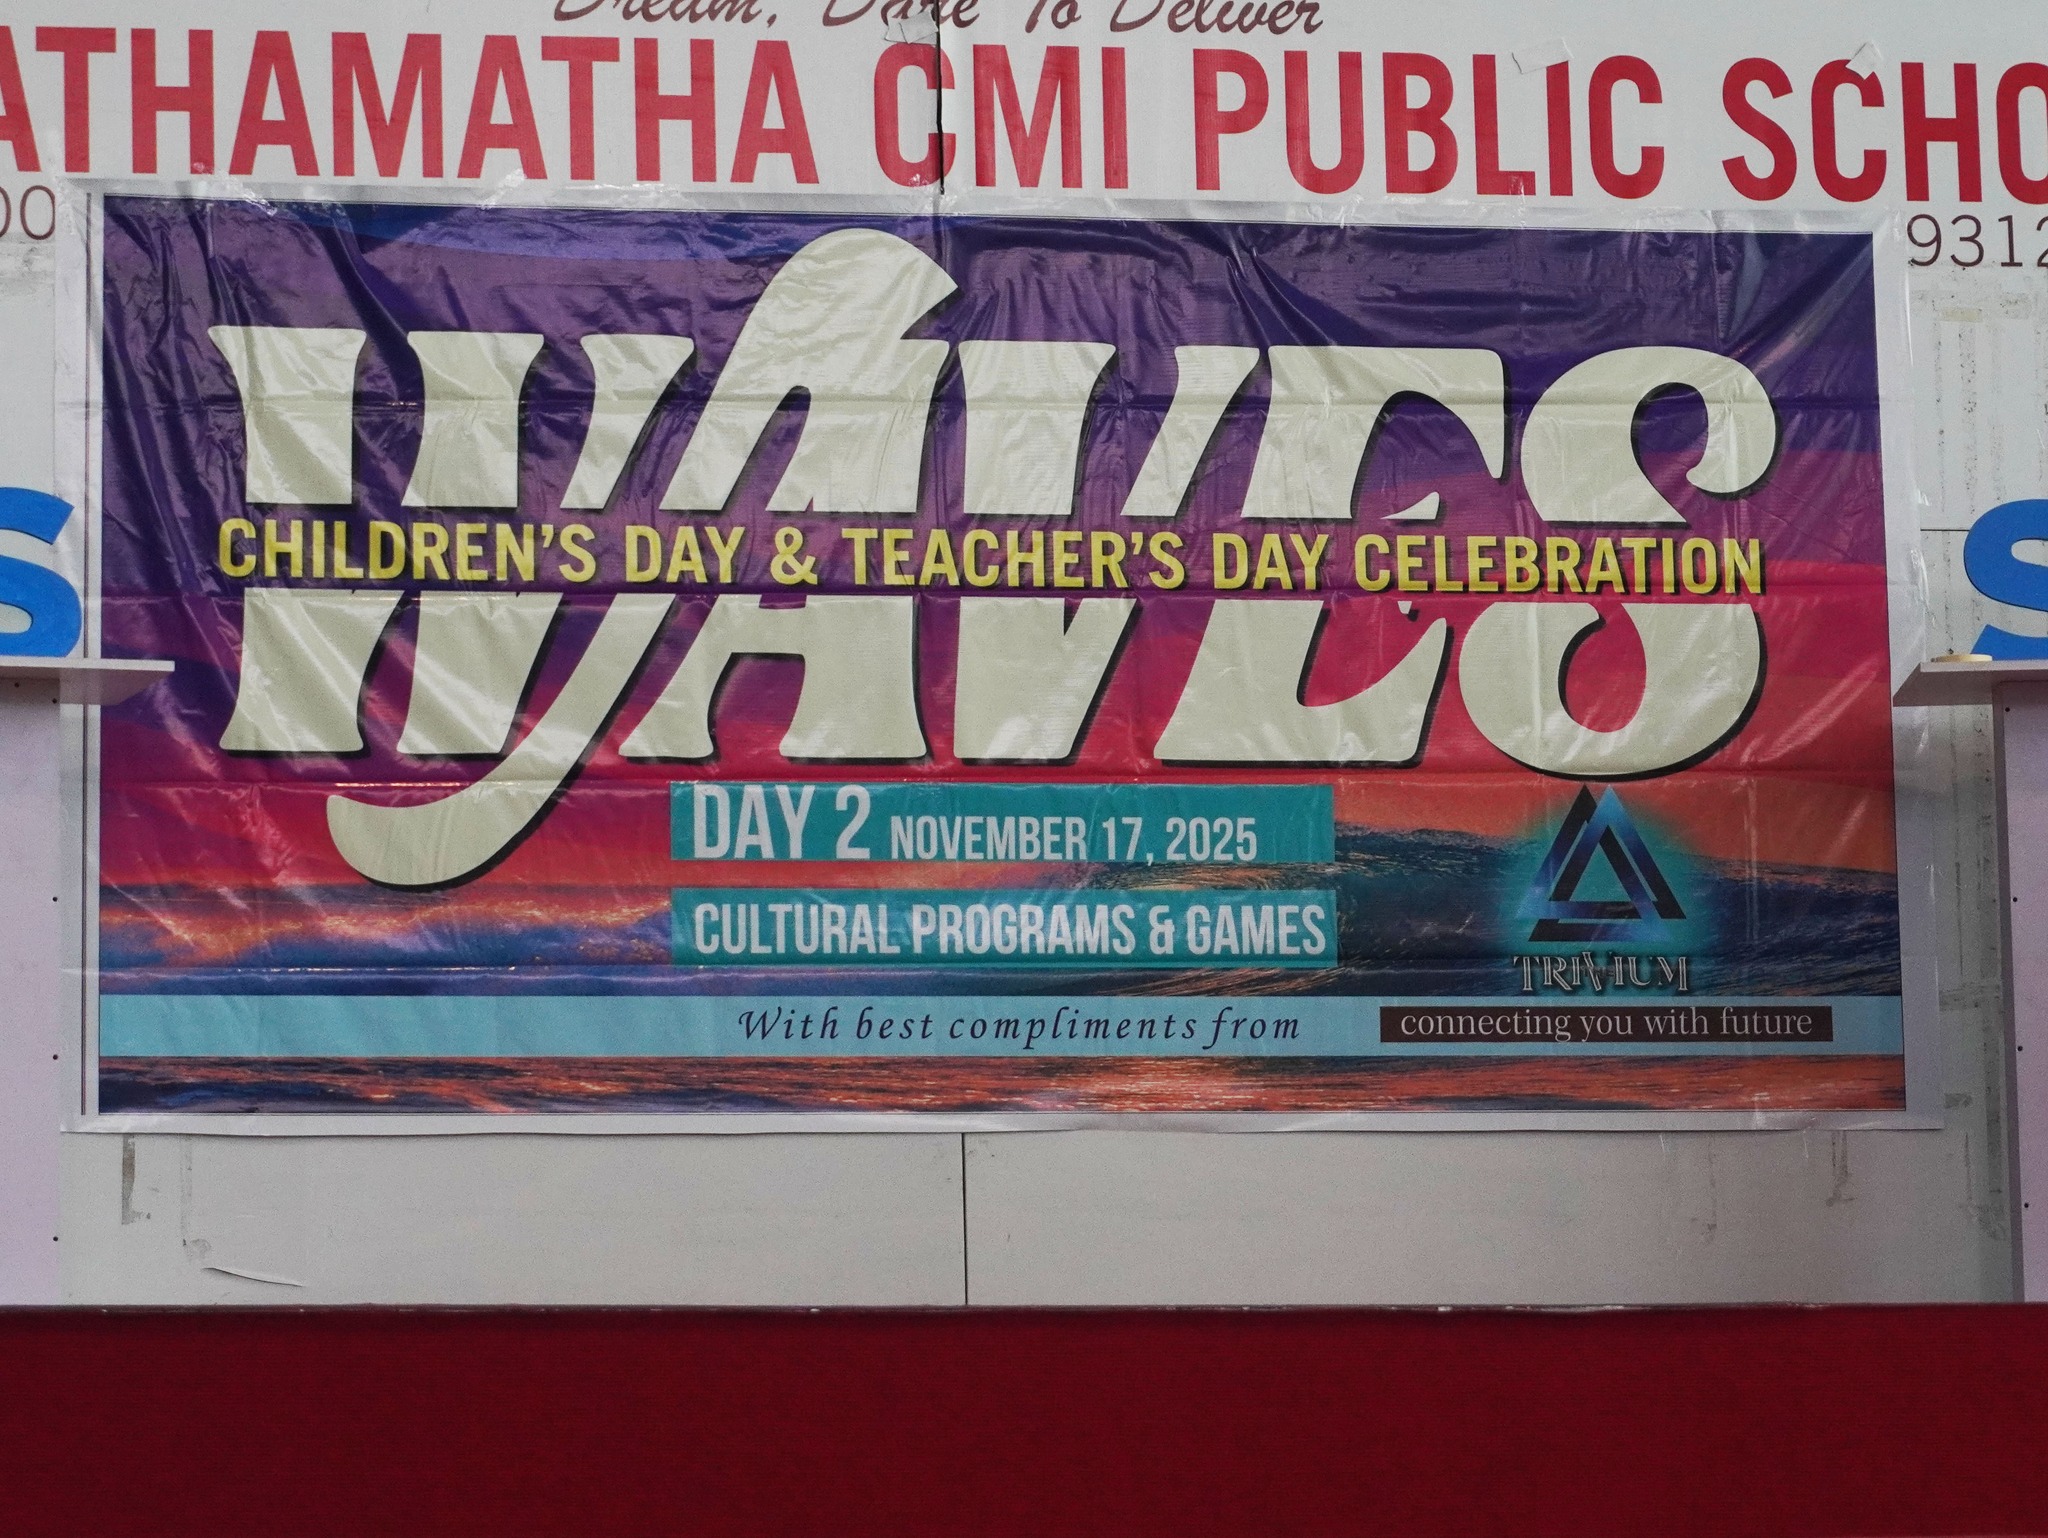 Dream, Dare To Deliver
ATHAMATHA CMI PUBLIC SCHO
00
9312
WAVES
CHILDREN'S DAY & TEACHER'S DAY CELEBRATION
S
S
DAY 2 NOVEMBER 17, 2025
CULTURAL PROGRAMS & GAMES
TRIVIUM
With best compliments from
connecting you with future